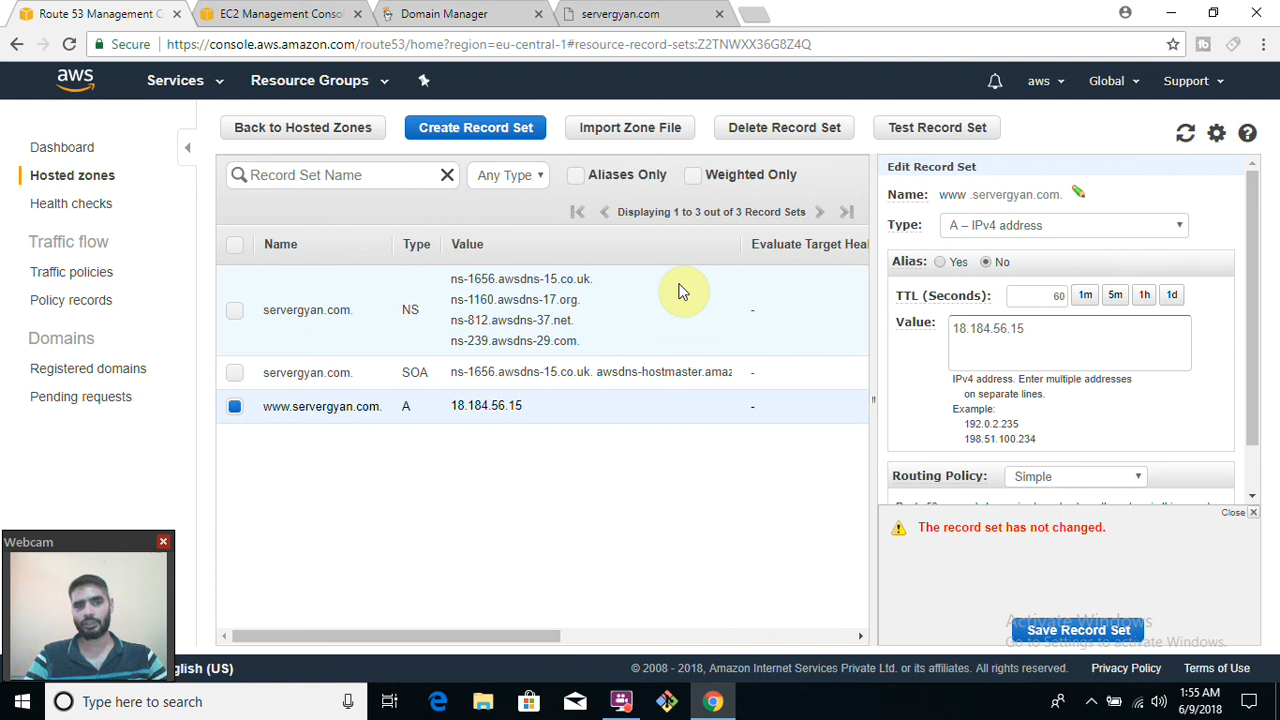 Route 53 Management C
EC2 Management Consol
Domain Manager
servergyan.com
Secure
https://console.aws.amazon.com/route53/home?region=eu-central-1#resource-record-sets:Z2TNWXX36G8Z4Q
aws
Services
Resource Groups
aws
Global
Support
Dashboard
Hosted zones
Health checks
Traffic flow
Traffic policies
Policy records
Domains
Registered domains
Pending requests
Back to Hosted Zones
Create Record Set
Import Zone File
Delete Record Set
Test Record Set
Record Set Name
Any Type
Aliases Only
Weighted Only
Displaying 1 to 3 out of 3 Record Sets
Name Type Value Evaluate Target Heal
servergyan.com. NS ns-1656.awsdns-15.co.uk. -
ns-1160.awsdns-17.org.
ns-812.awsdns-37.net.
ns-239.awsdns-29.com.
servergyan.com. SOA ns-1656.awsdns-15.co.uk. awsdns-hostmaster.amaz -
www.servergyan.com. A 18.184.56.15 -
Edit Record Set
Name: www .servergyan.com.
Type: A – IPv4 address
Alias: Yes No
TTL (Seconds): 60 1m 5m 1h 1d
Value: 18.184.56.15
IPv4 address. Enter multiple addresses
on separate lines.
Example:
192.0.2.235
198.51.100.234
Routing Policy: Simple
Close
The record set has not changed.
Activate Windows
Save Record Set
Go to Settings to activate Windows.
Webcam
glish (US)
© 2008 - 2018, Amazon Internet Services Private Ltd. or its affiliates. All rights reserved.
Privacy Policy
Terms of Use
Type here to search
1:55 AM
6/9/2018